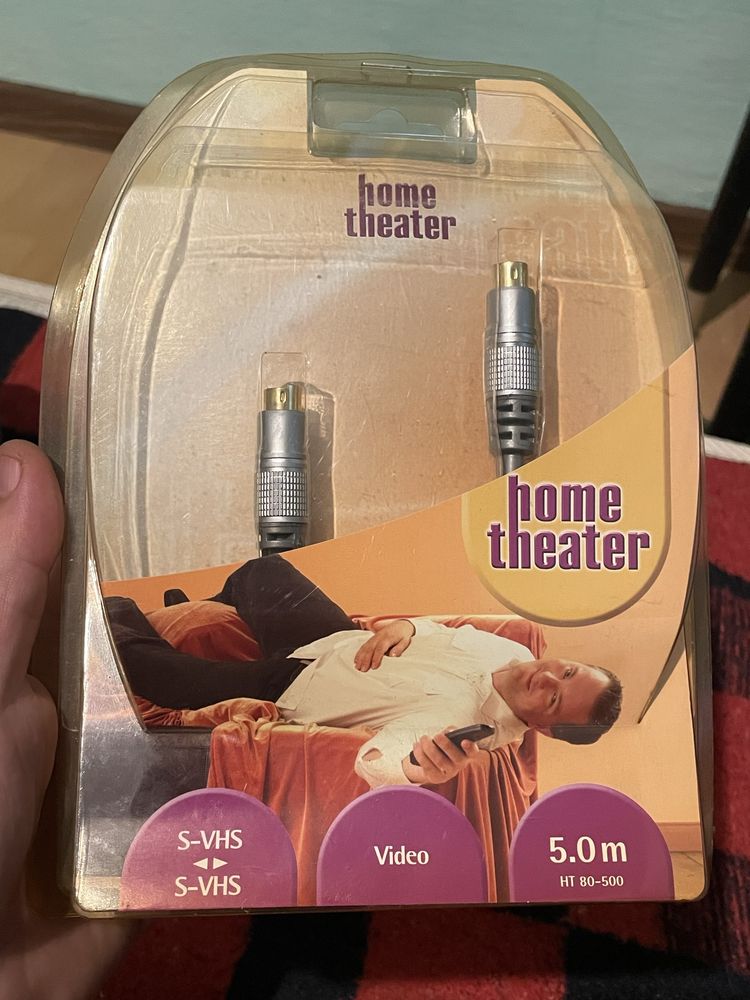 home
theater
home
theater
S-VHS
◄►
S-VHS
Video
5.0 m
HT 80-500